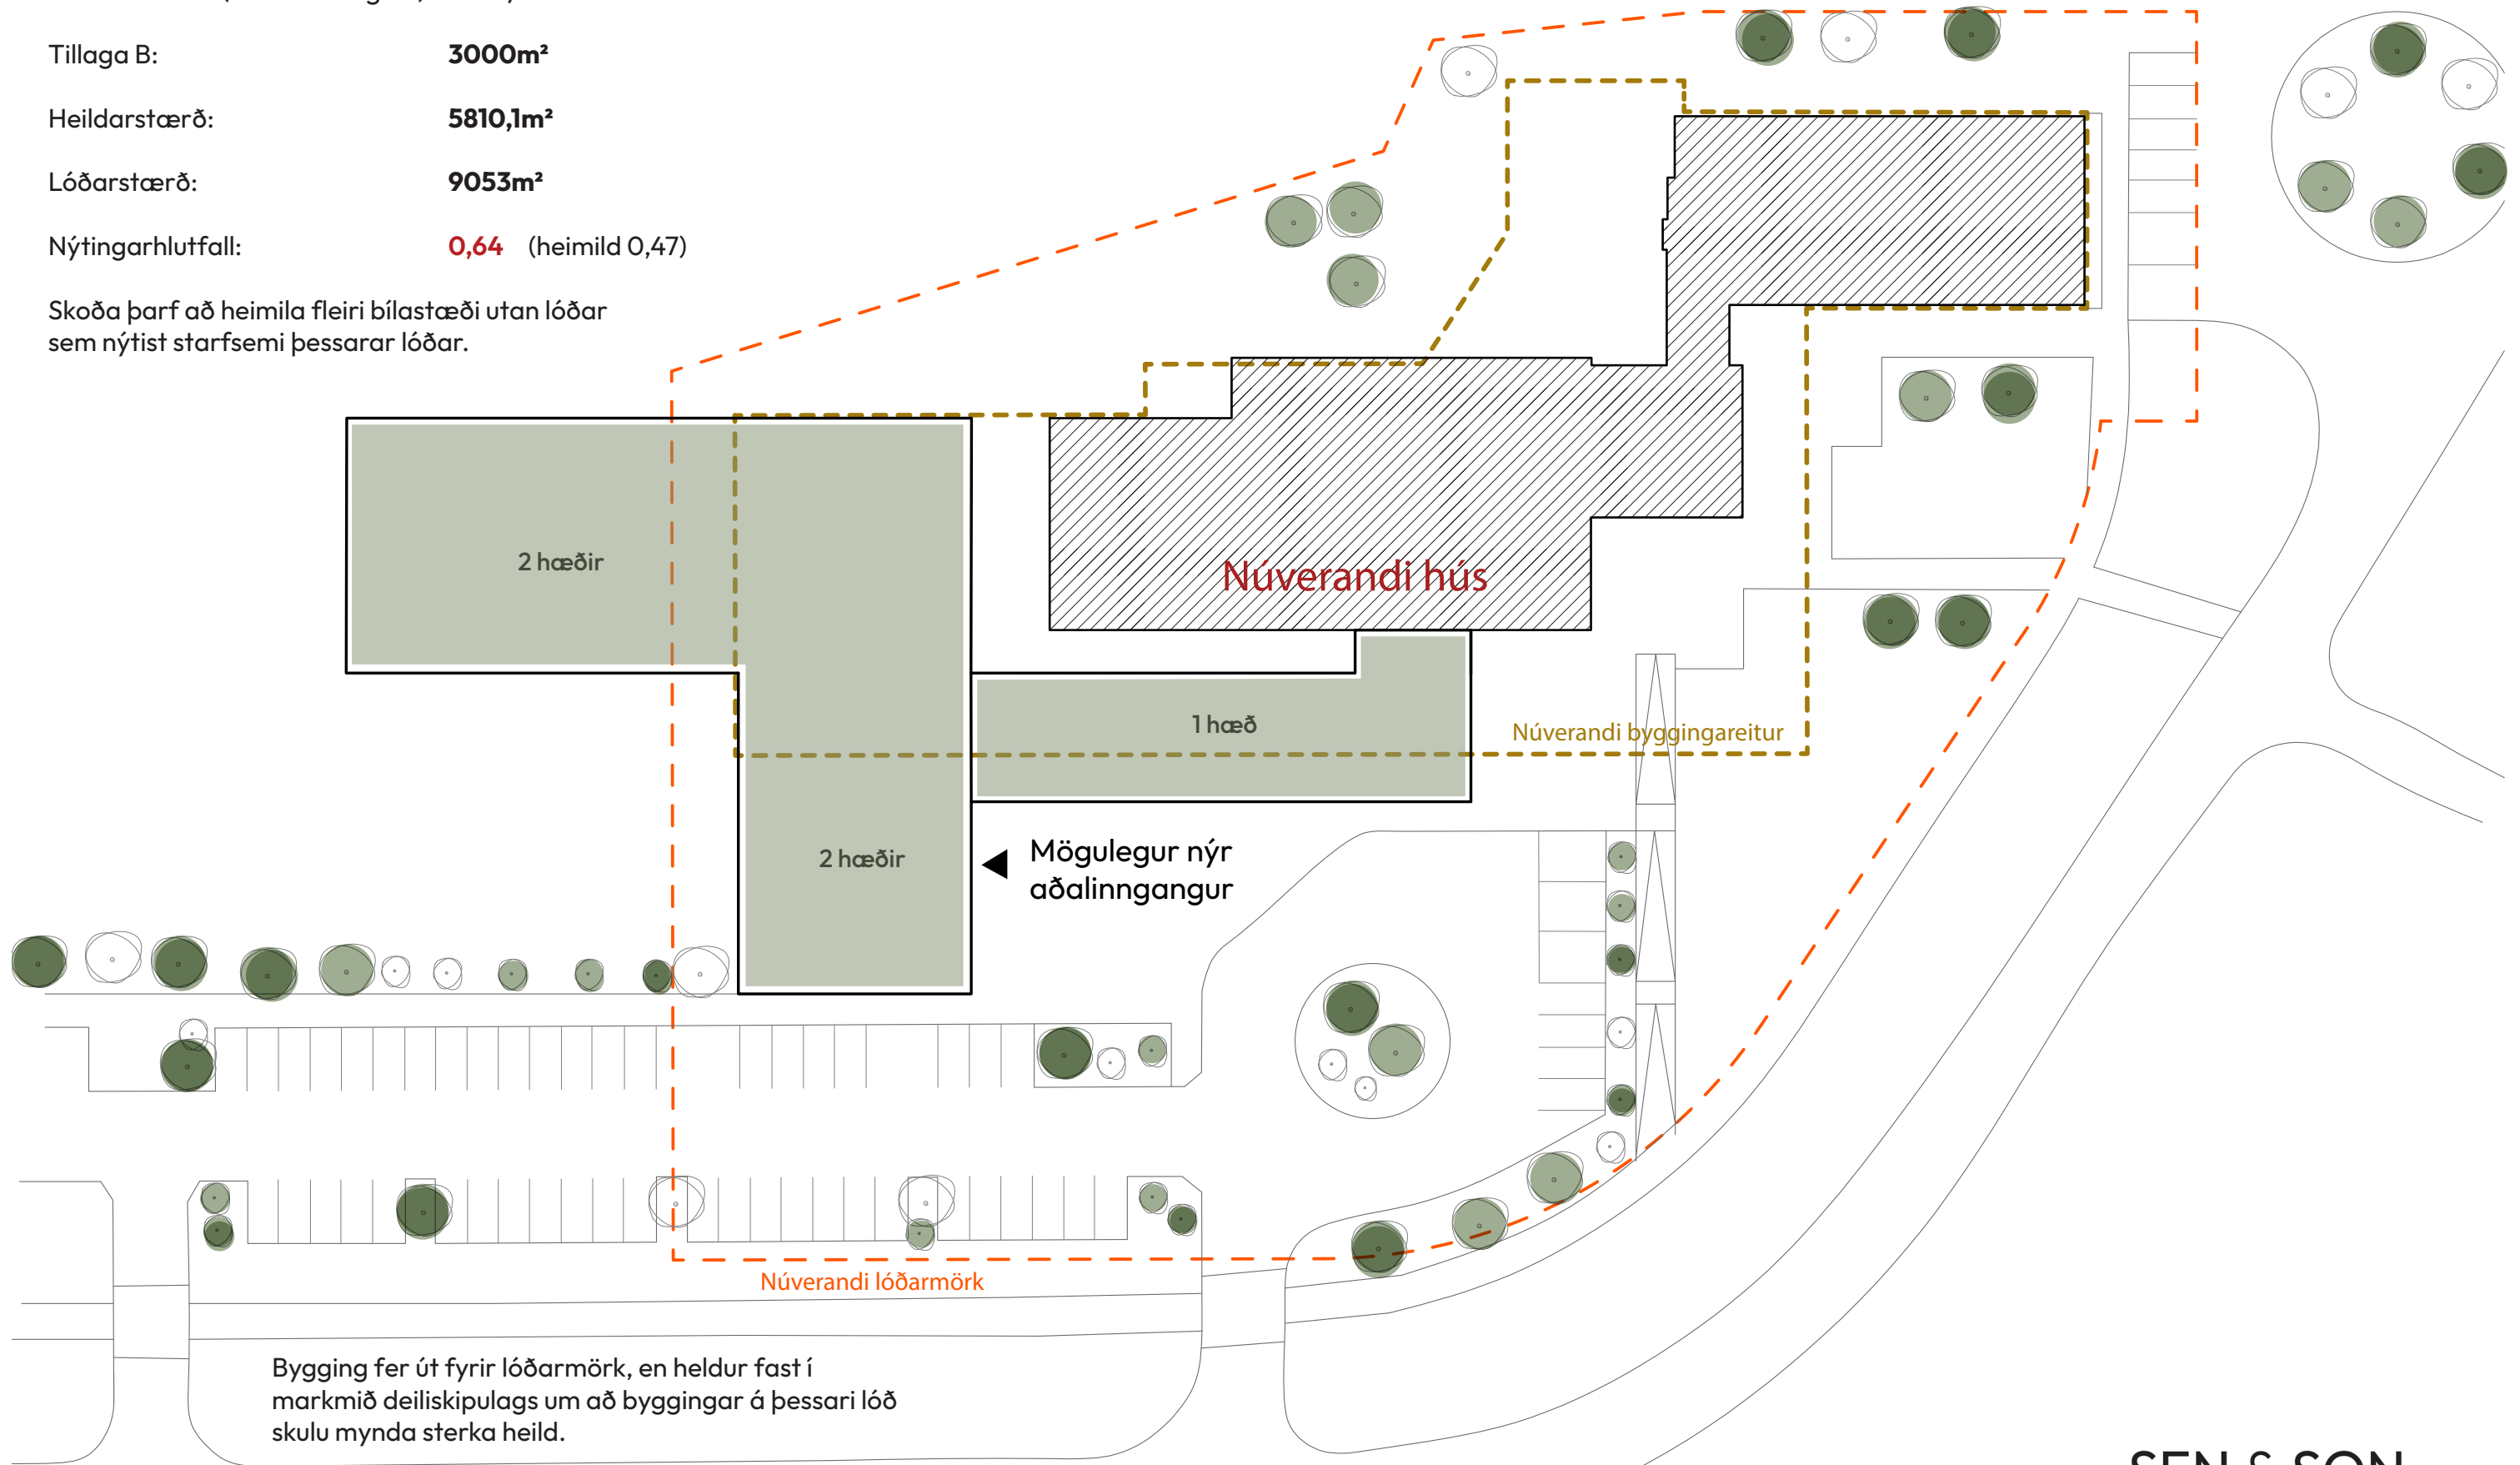 Tillaga B: 3000m²
Heildarstærð: 5810,1m²
Lóðarstærð: 9053m²
Nýtingarhlutfall: 0,64 (heimild 0,47)
Skoða þarf að heimila fleiri bílastæði utan lóðar
sem nýtist starfsemi þessarar lóðar.
2 hæðir
Núverandi hús
1 hæð
Núverandi byggingareitur
2 hæðir
Mögulegur nýr
aðalinngangur
Núverandi lóðarmörk
Bygging fer út fyrir lóðarmörk, en heldur fast í
markmið deiliskipulags um að byggingar á þessari lóð
skulu mynda sterka heild.
SEN & SON